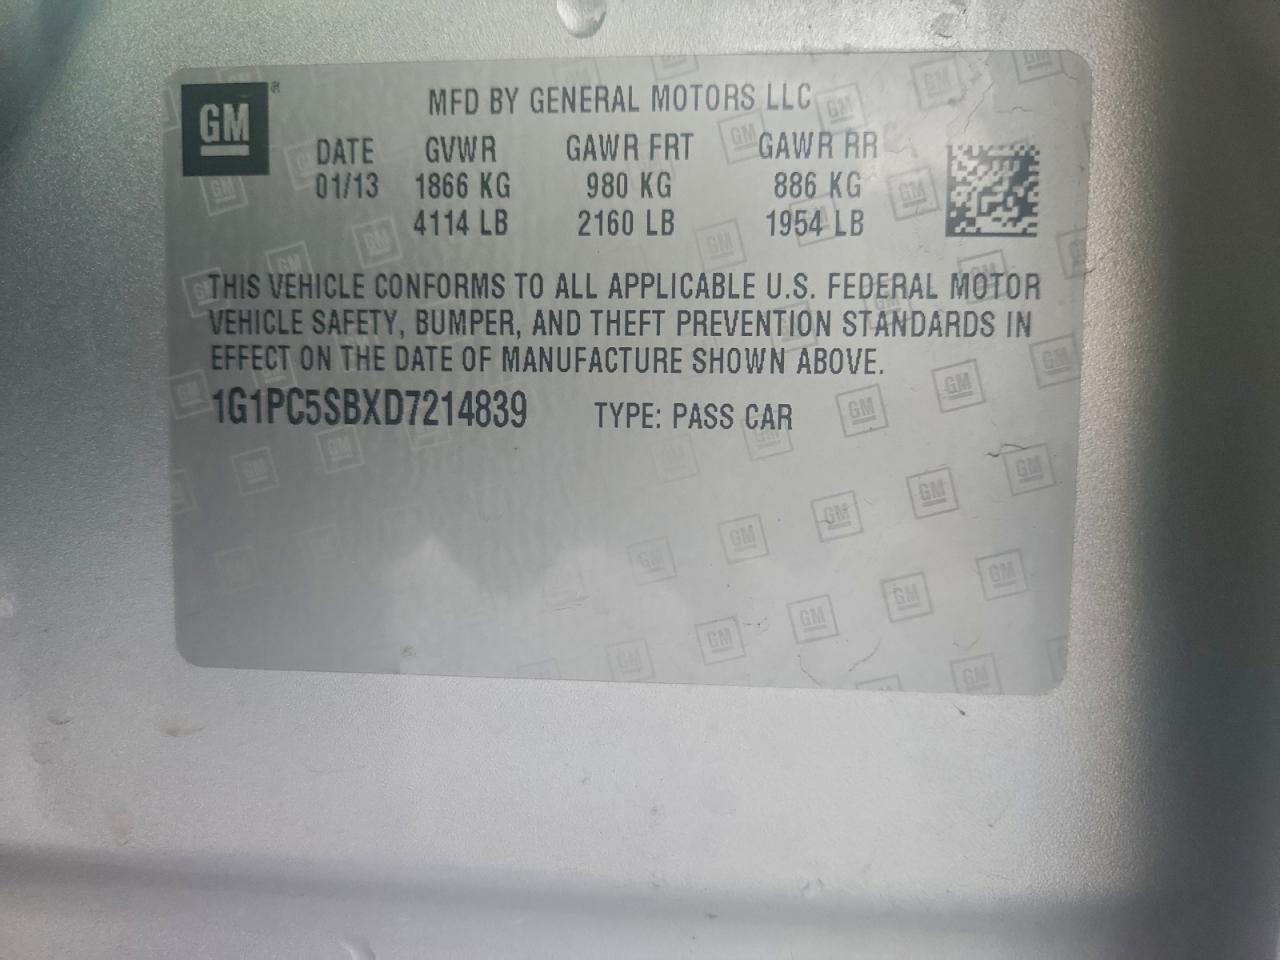 GM®
MFD BY GENERAL MOTORS LLC
DATE GVWR GAWR FRT GAWR RR
01/13 1866 KG 980 KG 886 KG
4114 LB 2160 LB 1954 LB
THIS VEHICLE CONFORMS TO ALL APPLICABLE U.S. FEDERAL MOTOR
VEHICLE SAFETY, BUMPER, AND THEFT PREVENTION STANDARDS IN
EFFECT ON THE DATE OF MANUFACTURE SHOWN ABOVE.
1G1PC5SBXD7214839 TYPE: PASS CAR